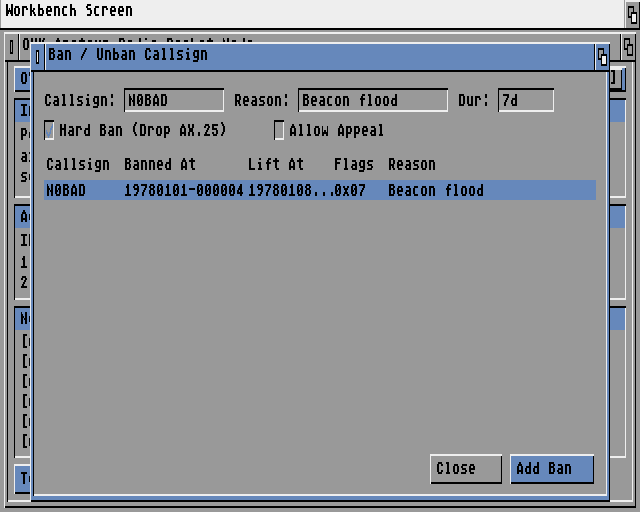 Workbench Screen
Ban / Unban Callsign
Callsign: N0BAD Reason: Beacon flood Dur: 7d
Hard Ban (Drop AX.25) Allow Appeal
Callsign Banned At Lift At Flags Reason
N0BAD 19780101-000004 19780108...0x07 Beacon flood
Close Add Ban